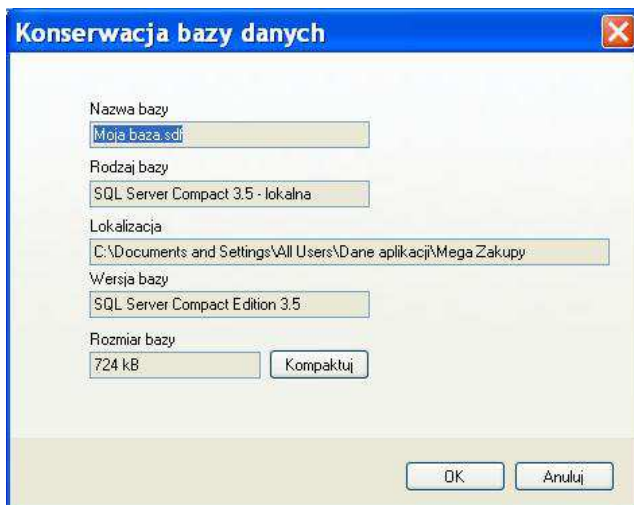 Konserwacja bazy danych
Nazwa bazy
Moja baza.sdf
Rodzaj bazy
SQL Server Compact 3.5 - lokalna
Lokalizacja
C:\Documents and Settings\All Users\Dane aplikacji\Mega Zakupy
Wersja bazy
SQL Server Compact Edition 3.5
Rozmiar bazy
724 kB Kompaktuj
OK Anuluj